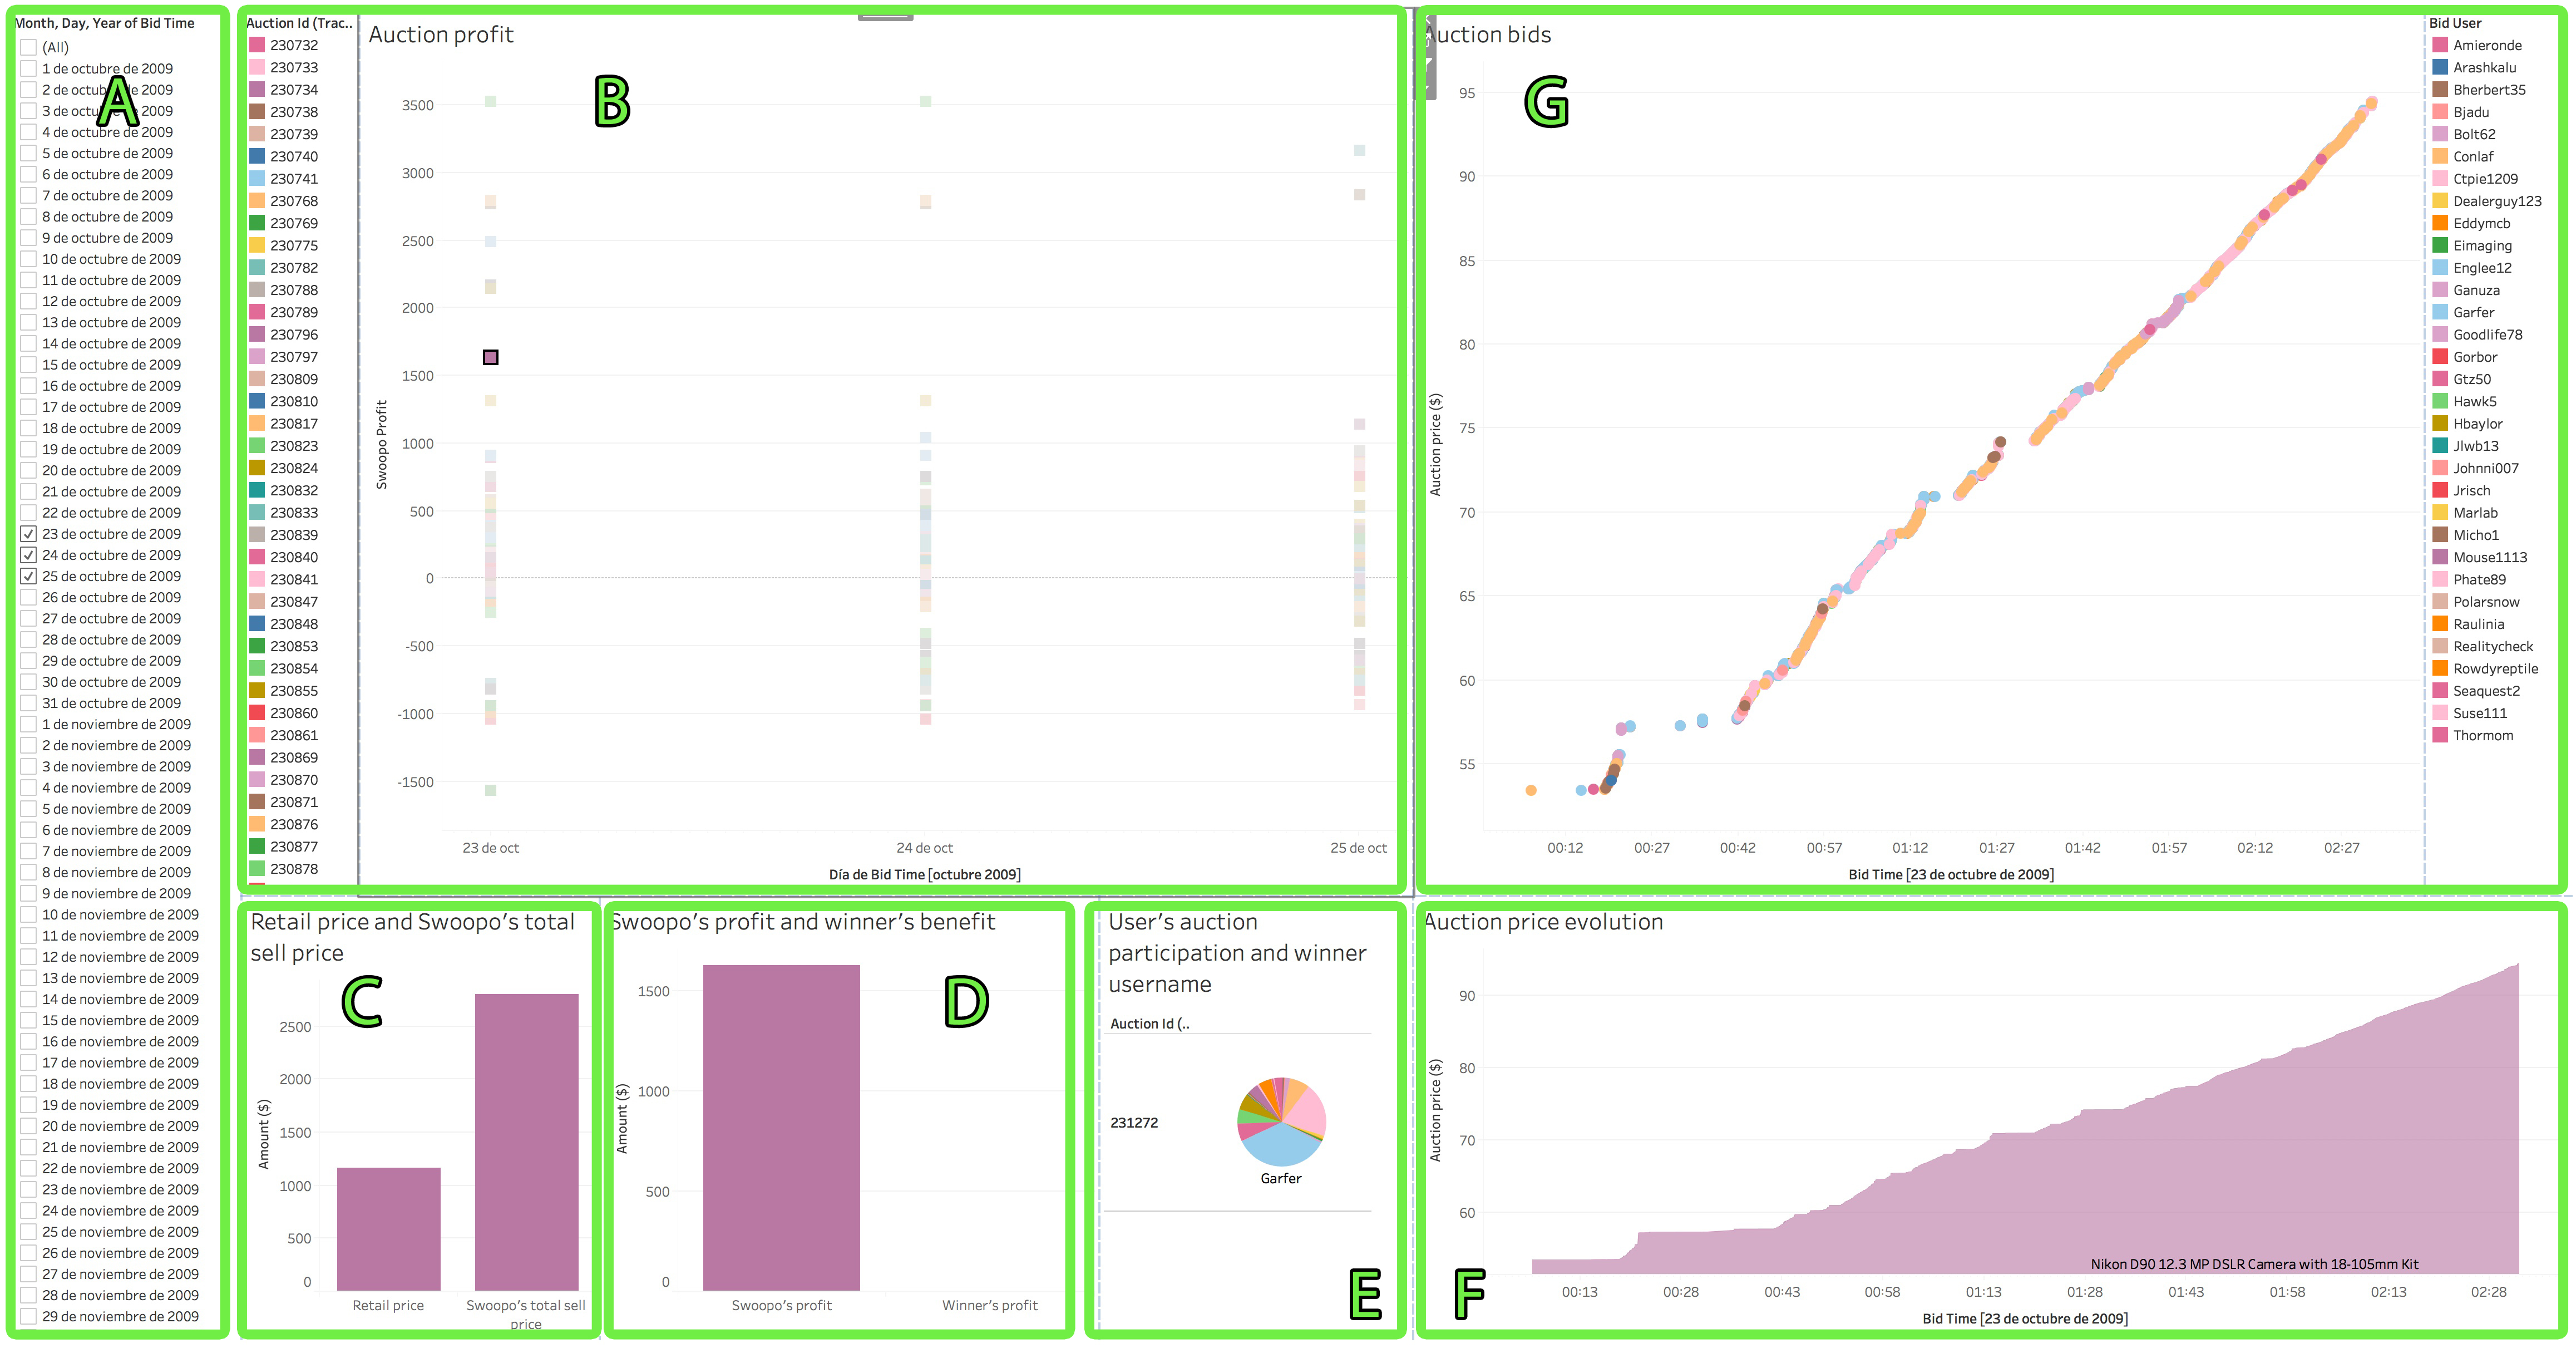 Month, Day, Year of Bid Time
(All)
1 de octubre de 2009
2 de octubre de 2009
3 de octubre de 2009
4 de octubre de 2009
5 de octubre de 2009
6 de octubre de 2009
7 de octubre de 2009
8 de octubre de 2009
9 de octubre de 2009
10 de octubre de 2009
11 de octubre de 2009
12 de octubre de 2009
13 de octubre de 2009
14 de octubre de 2009
15 de octubre de 2009
16 de octubre de 2009
17 de octubre de 2009
18 de octubre de 2009
19 de octubre de 2009
20 de octubre de 2009
21 de octubre de 2009
22 de octubre de 2009
23 de octubre de 2009
24 de octubre de 2009
25 de octubre de 2009
26 de octubre de 2009
27 de octubre de 2009
28 de octubre de 2009
29 de octubre de 2009
30 de octubre de 2009
31 de octubre de 2009
1 de noviembre de 2009
2 de noviembre de 2009
3 de noviembre de 2009
4 de noviembre de 2009
5 de noviembre de 2009
6 de noviembre de 2009
7 de noviembre de 2009
8 de noviembre de 2009
9 de noviembre de 2009
10 de noviembre de 2009
11 de noviembre de 2009
12 de noviembre de 2009
13 de noviembre de 2009
14 de noviembre de 2009
15 de noviembre de 2009
16 de noviembre de 2009
17 de noviembre de 2009
18 de noviembre de 2009
19 de noviembre de 2009
20 de noviembre de 2009
21 de noviembre de 2009
22 de noviembre de 2009
23 de noviembre de 2009
24 de noviembre de 2009
25 de noviembre de 2009
26 de noviembre de 2009
27 de noviembre de 2009
28 de noviembre de 2009
29 de noviembre de 2009
A
Auction Id (Trac..
230732
230733
230734
230738
230739
230740
230741
230768
230769
230775
230782
230788
230789
230796
230797
230809
230810
230817
230823
230824
230832
230833
230839
230840
230841
230847
230848
230853
230854
230855
230860
230861
230869
230870
230871
230876
230877
230878
Auction profit
B
Swoopo Profit
3500
3000
2500
2000
1500
1000
500
0
-500
-1000
-1500
23 de oct
24 de oct
25 de oct
Día de Bid Time [octubre 2009]
Auction bids
G
Auction price ($)
95
90
85
80
75
70
65
60
55
00:12
00:27
00:42
00:57
01:12
01:27
01:42
01:57
02:12
02:27
Bid Time [23 de octubre de 2009]
Bid User
Amieronde
Arashkalu
Bherbert35
Bjadu
Bolt62
Conlaf
Ctpie1209
Dealerguy123
Eddymcb
Eimaging
Englee12
Ganuza
Garfer
Goodlife78
Gorbor
Gtz50
Hawk5
Hbaylor
Jlwb13
Johnni007
Jrisch
Marlab
Micho1
Mouse1113
Phate89
Polarsnow
Raulinia
Realitycheck
Rowdyreptile
Seaquest2
Suse111
Thormom
Retail price and Swoopo's total
sell price
C
Amount ($)
2500
2000
1500
1000
500
0
Retail price
Swoopo's total sell
price
Swoopo's profit and winner's benefit
D
Amount ($)
1500
1000
500
0
Swoopo's profit
Winner's profit
User's auction
participation and winner
username
Auction Id (..
231272
Garfer
E
Auction price evolution
F
Auction price ($)
90
80
70
60
Nikon D90 12.3 MP DSLR Camera with 18-105mm Kit
00:13
00:28
00:43
00:58
01:13
01:28
01:43
01:58
02:13
02:28
Bid Time [23 de octubre de 2009]